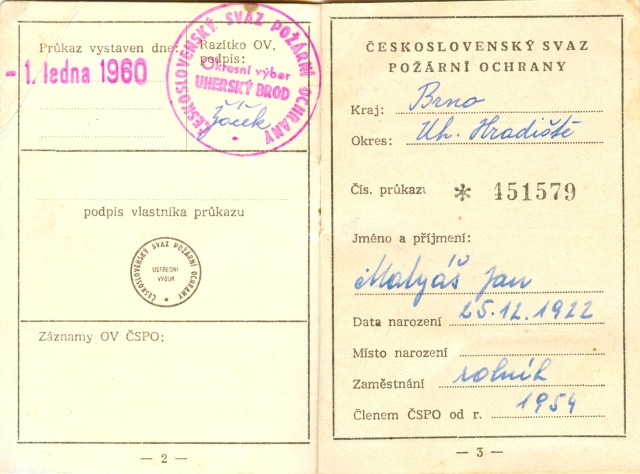 Průkaz vystaven dne:
- 1. ledna 1960
Razítko OV,
podpis:
ČESKOSLOVENSKÝ SVAZ POŽÁRNÍ OCHRANY
Okresní výbor
UHERSKÝ BROD
podpis vlastníka průkazu
ČESKOSLOVENSKÝ SVAZ POŽÁRNÍ OCHRANY
ÚSTŘEDNÍ
VÝBOR
Záznamy OV ČSPO:
— 2 —
ČESKOSLOVENSKÝ SVAZ
POŽÁRNÍ OCHRANY
Kraj: Brno
Okres: Uh. Hradiště
Čís. průkazu * 451579
Jméno a příjmení:
Matyáš Jan
Data narození 25.12.1922
Místo narození
Zaměstnání rolník
Členem ČSPO od r. 1954
— 3 —